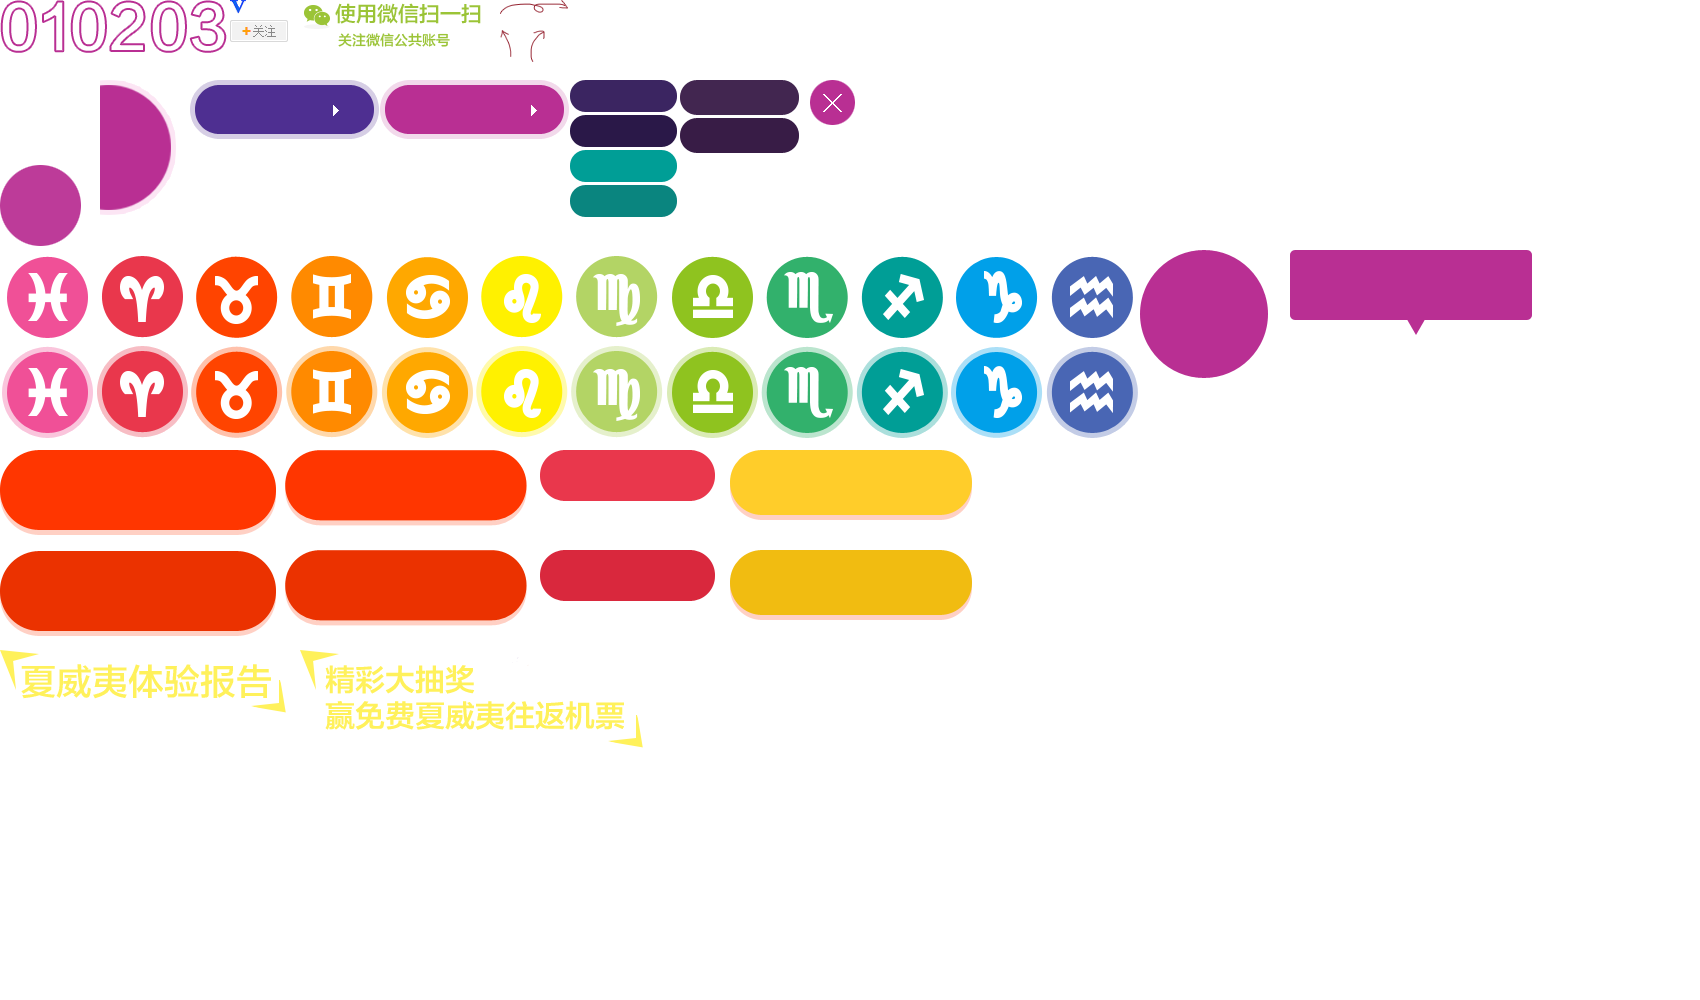 010203
V
+关注
使用微信扫一扫
关注微信公共账号
夏威夷体验报告
精彩大抽奖
赢免费夏威夷往返机票